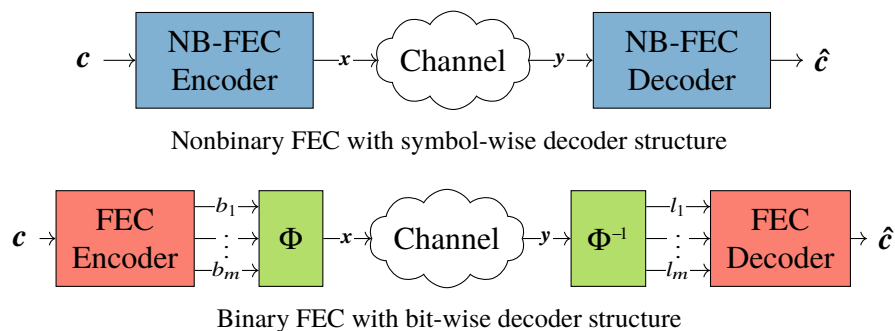 c NB-FEC Encoder x Channel y NB-FEC Decoder ĉ
Nonbinary FEC with symbol-wise decoder structure
c FEC Encoder b₁ ⋮ bₘ Φ x Channel y Φ⁻¹ l₁ ⋮ lₘ FEC Decoder ĉ
Binary FEC with bit-wise decoder structure